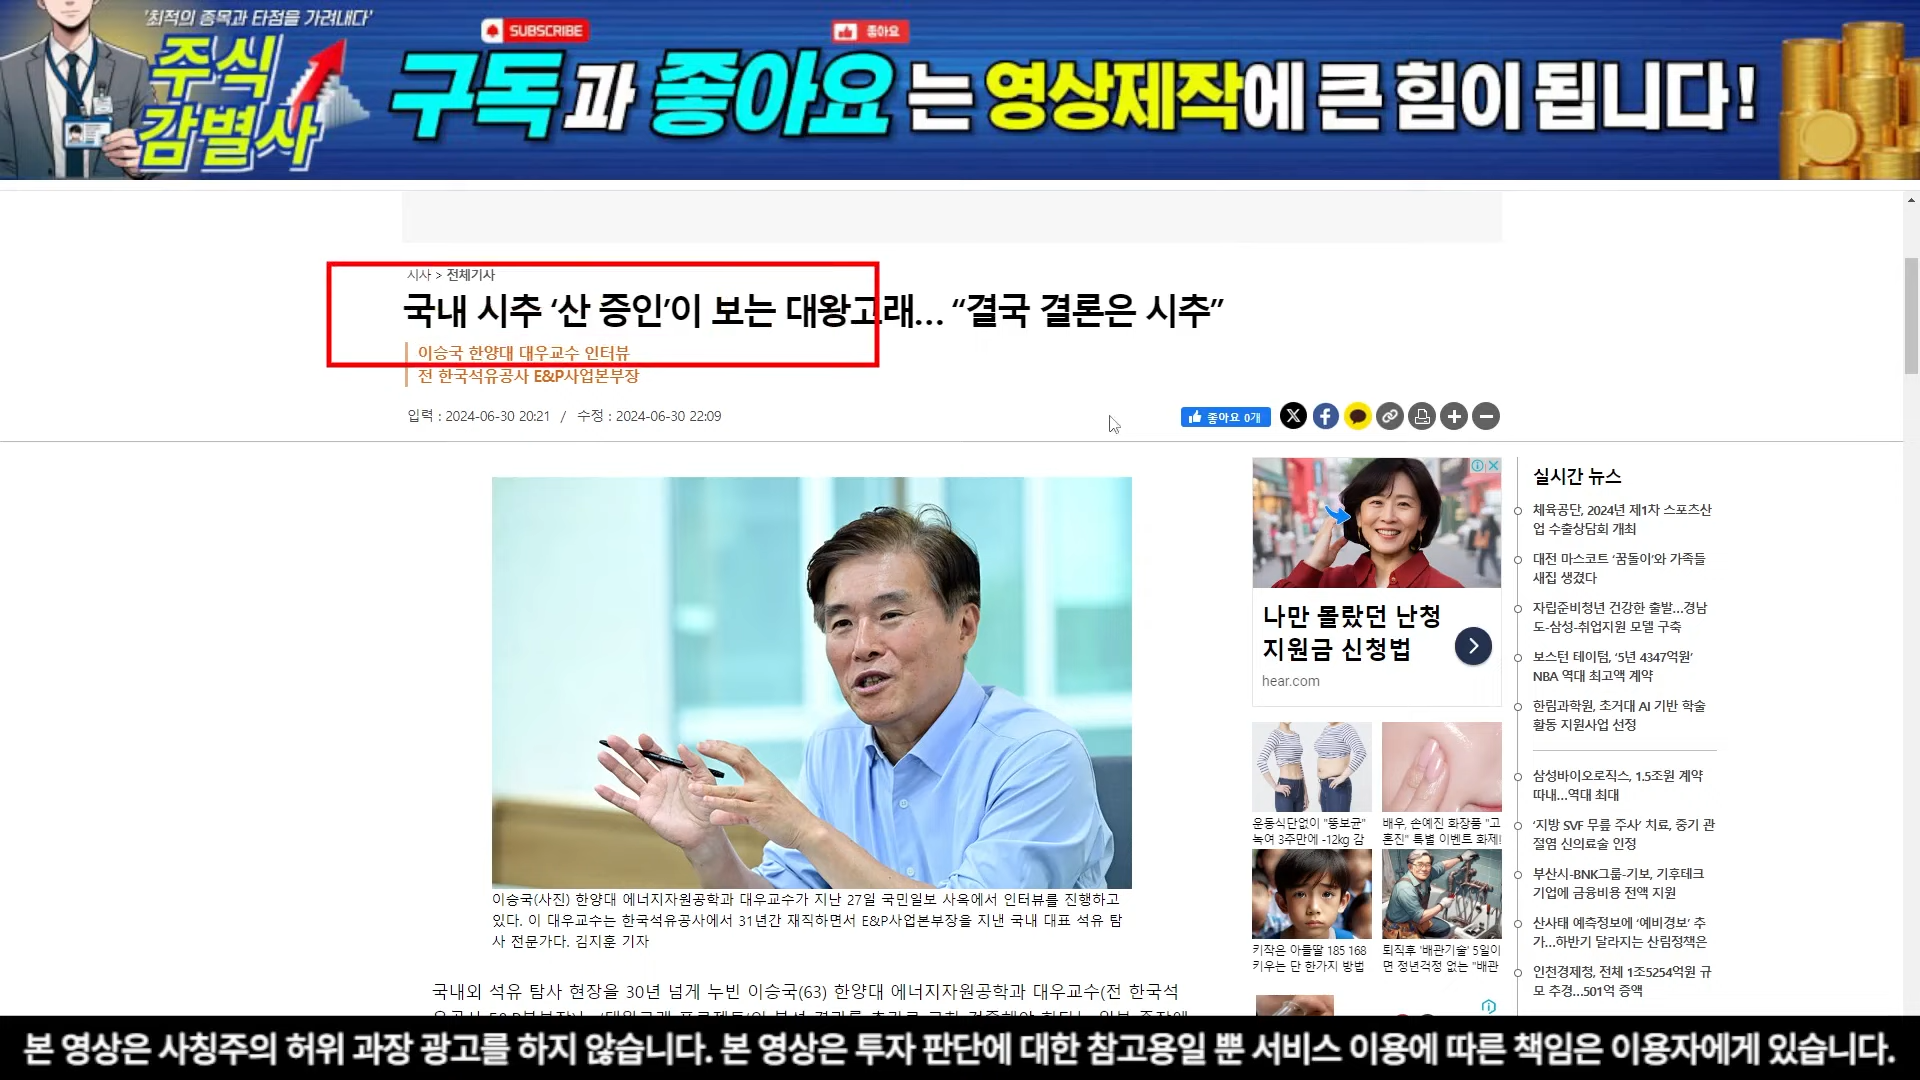 '최적의 종목과 타점을 가려내다'
주식
감별사
SUBSCRIBE
좋아요
구독과 좋아요는 영상제작에 큰 힘이 됩니다!
시사 > 전체기사
국내 시추 ‘산 증인’이 보는 대왕고래… “결국 결론은 시추”
이승국 한양대 대우교수 인터뷰
전 한국석유공사 E&P사업본부장
입력 : 2024-06-30 20:21 / 수정 : 2024-06-30 22:09
좋아요 0개
이승국(사진) 한양대 에너지자원공학과 대우교수가 지난 27일 국민일보 사옥에서 인터뷰를 진행하고
있다. 이 대우교수는 한국석유공사에서 31년간 재직하면서 E&P사업본부장을 지낸 국내 대표 석유 탐
사 전문가다. 김지훈 기자
국내외 석유 탐사 현장을 30년 넘게 누빈 이승국(63) 한양대 에너지자원공학과 대우교수(전 한국석
나만 몰랐던 난청
지원금 신청법
hear.com
운동식단없이 "뚱보균"
녹여 3주만에 -12kg 감
배우, 손예진 화장품 "고
혼진" 특별 이벤트 화제!
키작은 아들딸 185 168
키우는 단 한가지 방법
퇴직후 '배관기술' 5일이
면 정년걱정 없는 "배관
실시간 뉴스
체육공단, 2024년 제1차 스포츠산
업 수출상담회 개최
대전 마스코트 ‘꿈돌이’와 가족들
새집 생겼다
자립준비청년 건강한 출발…경남
도-삼성-취업지원 모델 구축
보스턴 테이텀, ‘5년 4347억원’
NBA 역대 최고액 계약
한림과학원, 초거대 AI 기반 학술
활동 지원사업 선정
삼성바이오로직스, 1.5조원 계약
따내…역대 최대
‘지방 SVF 무릎 주사’ 치료, 중기 관
절염 신의료술 인정
부산시-BNK그룹-기보, 기후테크
기업에 금융비용 전액 지원
산사태 예측정보에 ‘예비경보’ 추
가…하반기 달라지는 산림정책은
인천경제청, 전체 1조5254억원 규
모 추경…501억 증액
본 영상은 사칭주의 허위 과장 광고를 하지 않습니다. 본 영상은 투자 판단에 대한 참고용일 뿐 서비스 이용에 따른 책임은 이용자에게 있습니다.